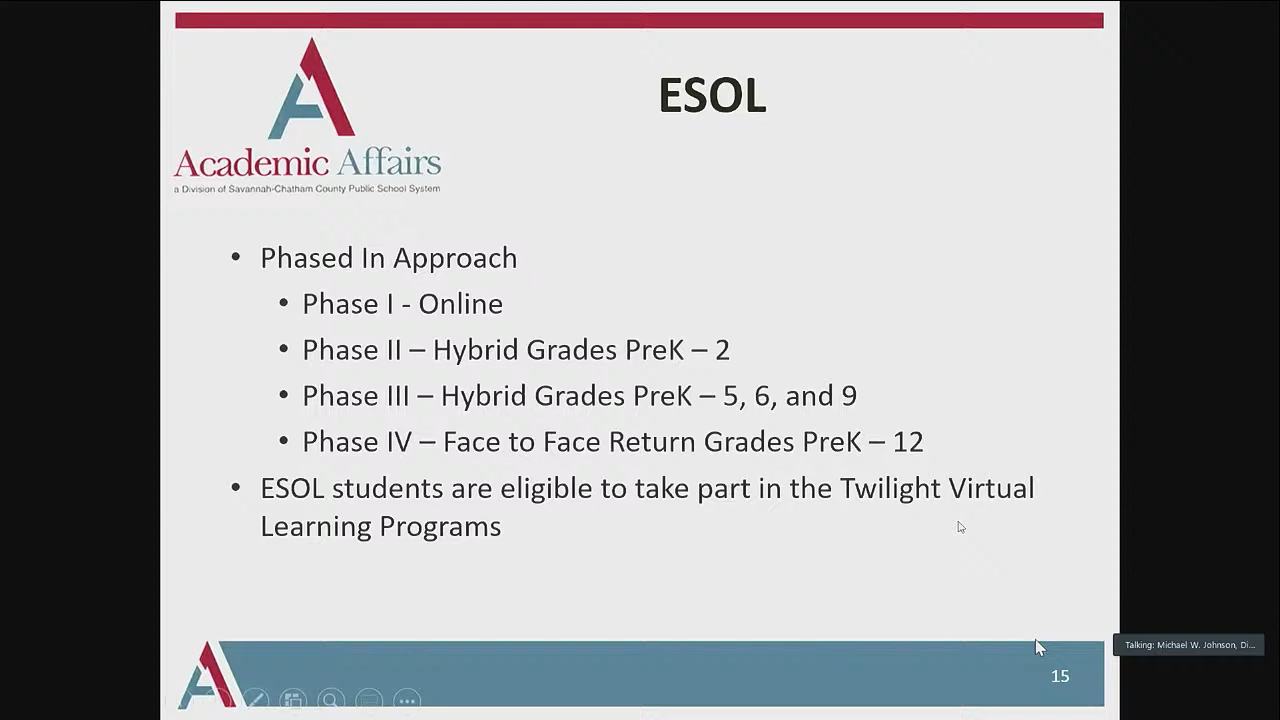 ESOL
Academic Affairs
a Division of Savannah-Chatham County Public School System
• Phased In Approach
• Phase I - Online
• Phase II – Hybrid Grades PreK – 2
• Phase III – Hybrid Grades PreK – 5, 6, and 9
• Phase IV – Face to Face Return Grades PreK – 12
• ESOL students are eligible to take part in the Twilight Virtual
Learning Programs
Talking: Michael W. Johnson, Di...
15